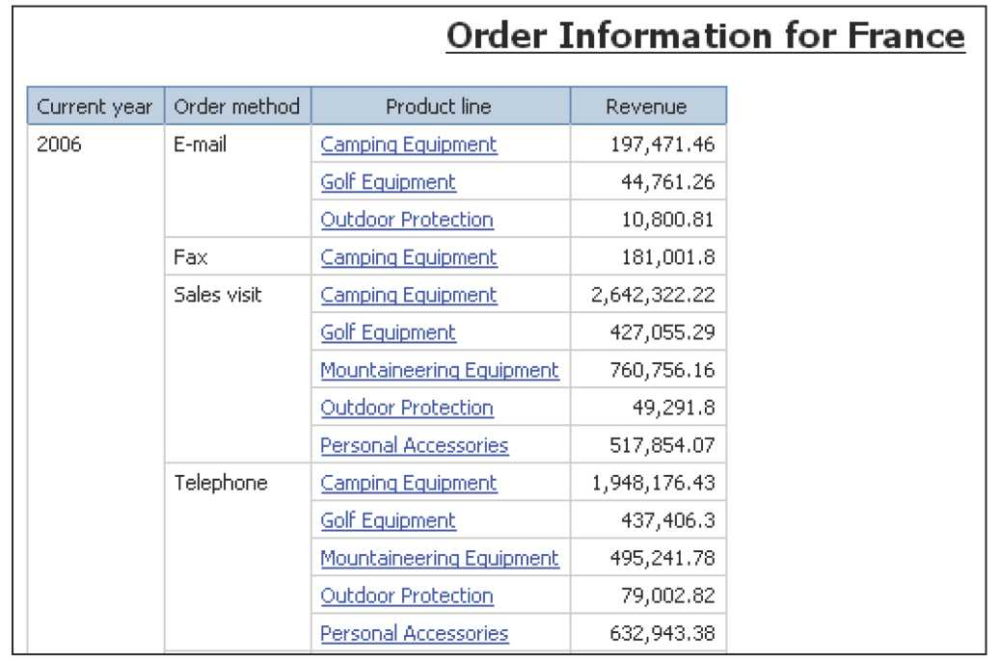 Order Information for France
Current year Order method Product line Revenue
2006 E-mail Camping Equipment 197,471.46
Golf Equipment 44,761.26
Outdoor Protection 10,800.81
Fax Camping Equipment 181,001.8
Sales visit Camping Equipment 2,642,322.22
Golf Equipment 427,055.29
Mountaineering Equipment 760,756.16
Outdoor Protection 49,291.8
Personal Accessories 517,854.07
Telephone Camping Equipment 1,948,176.43
Golf Equipment 437,406.3
Mountaineering Equipment 495,241.78
Outdoor Protection 79,002.82
Personal Accessories 632,943.38